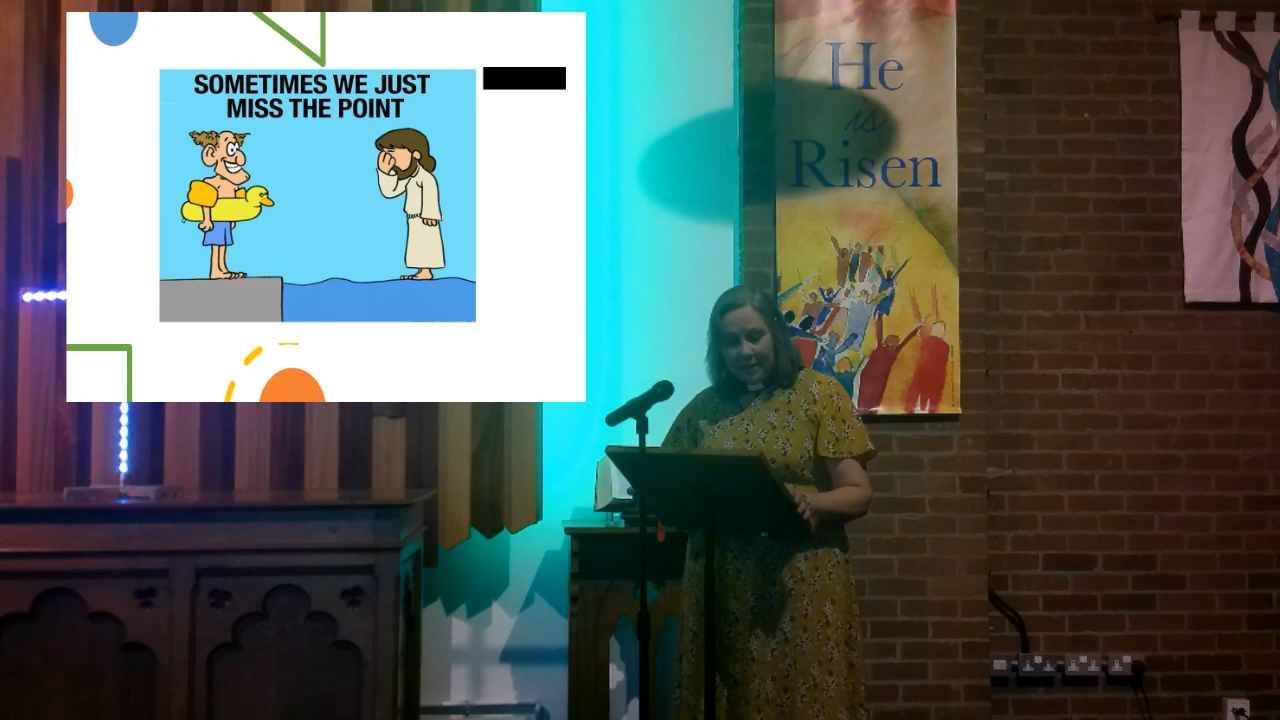 SOMETIMES WE JUST
MISS THE POINT
He
is
Risen